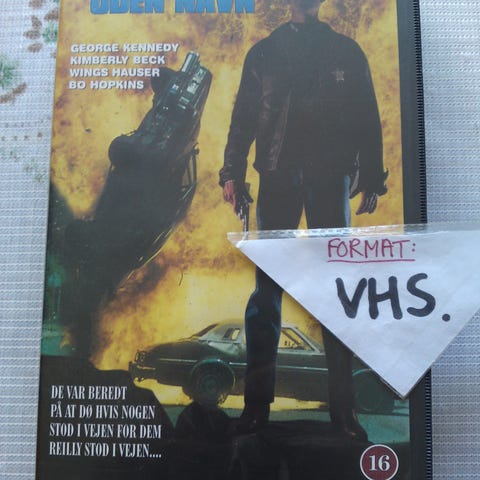 UDEN NAVN
GEORGE KENNEDY
KIMBERLY BECK
WINGS HAUSER
BO HOPKINS
FORMAT:
VHS.
DE VAR BEREDT
PÅ AT DØ HVIS NOGEN
STOD I VEJEN FOR DEM
REILLY STOD I VEJEN....
16